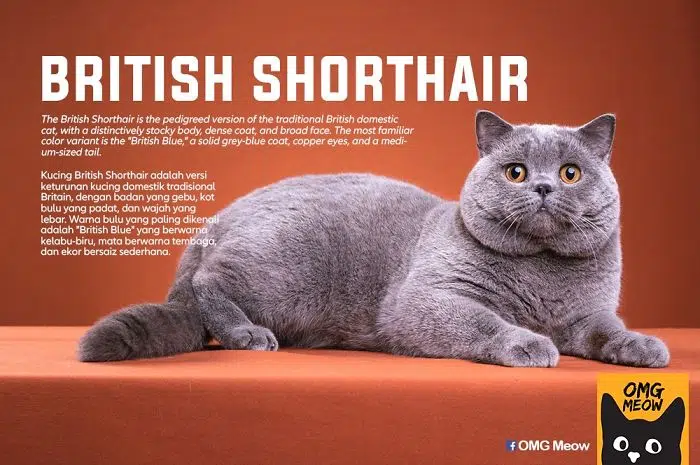 BRITISH SHORTHAIR
The British Shorthair is the pedigreed version of the traditional British domestic
cat, with a distinctively stocky body, dense coat, and broad face. The most familiar
color variant is the "British Blue," a solid grey-blue coat, copper eyes, and a medi-
um-sized tail.
Kucing British Shorthair adalah versi
keturunan kucing domestik tradisional
Britain, dengan badan yang gebu, kot
bulu yang padat, dan wajah yang
lebar. Warna bulu yang paling dikenali
adalah "British Blue" yang berwarna
kelabu-biru, mata berwarna tembaga,
dan ekor bersaiz sederhana.
OMG
MEOW
f OMG Meow